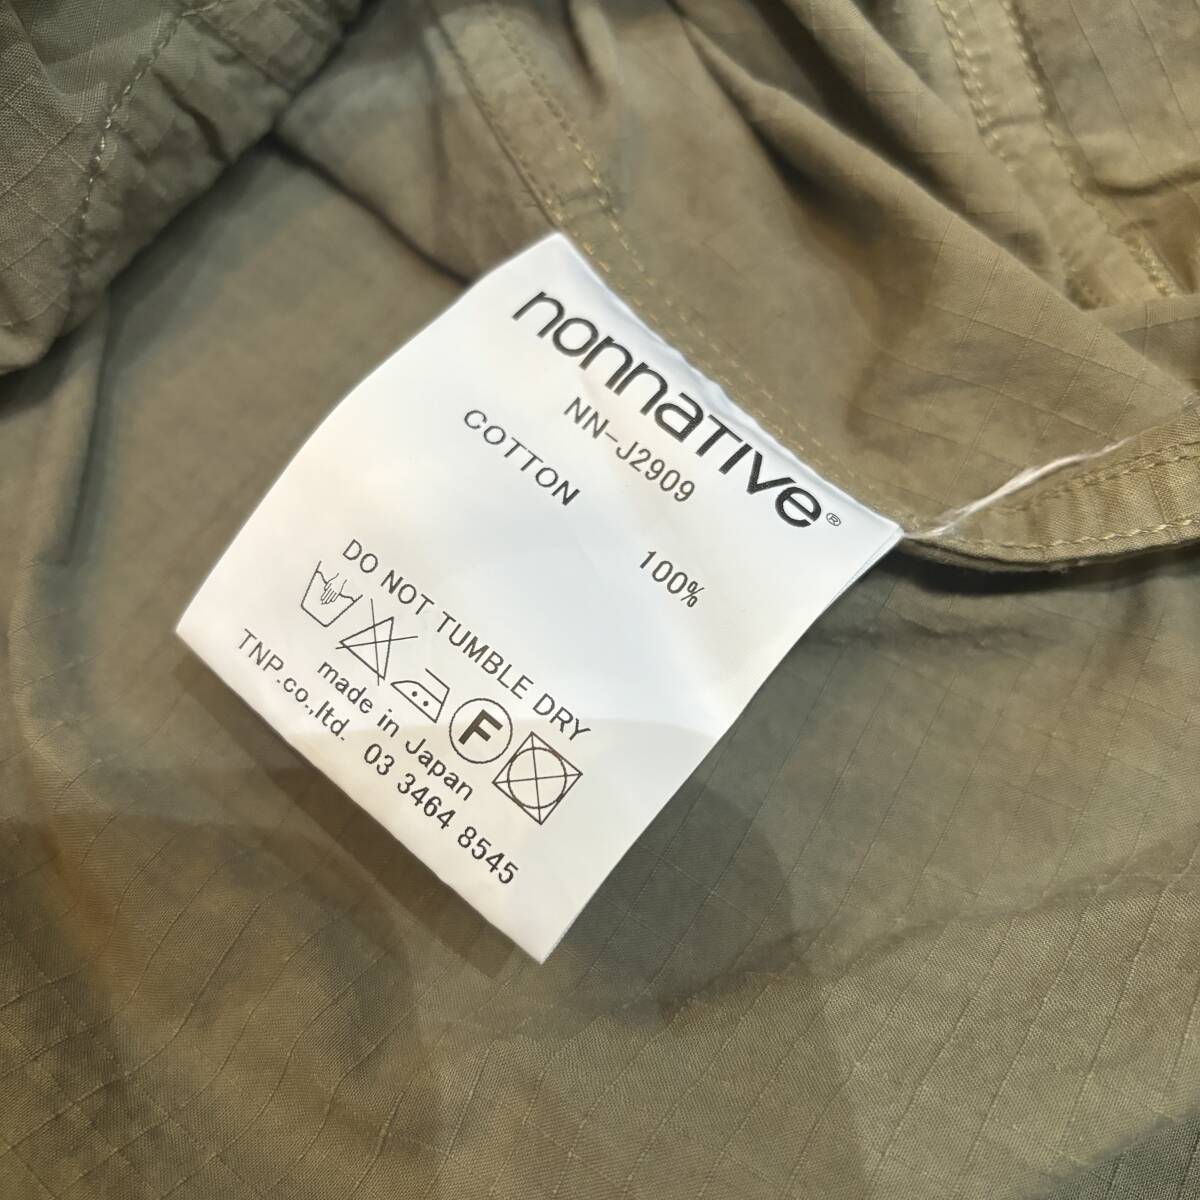 nonnative®
NN-J2909
COTTON 100%
DO NOT TUMBLE DRY
F
made in Japan
TNP.co.,ltd. 03 3464 8545